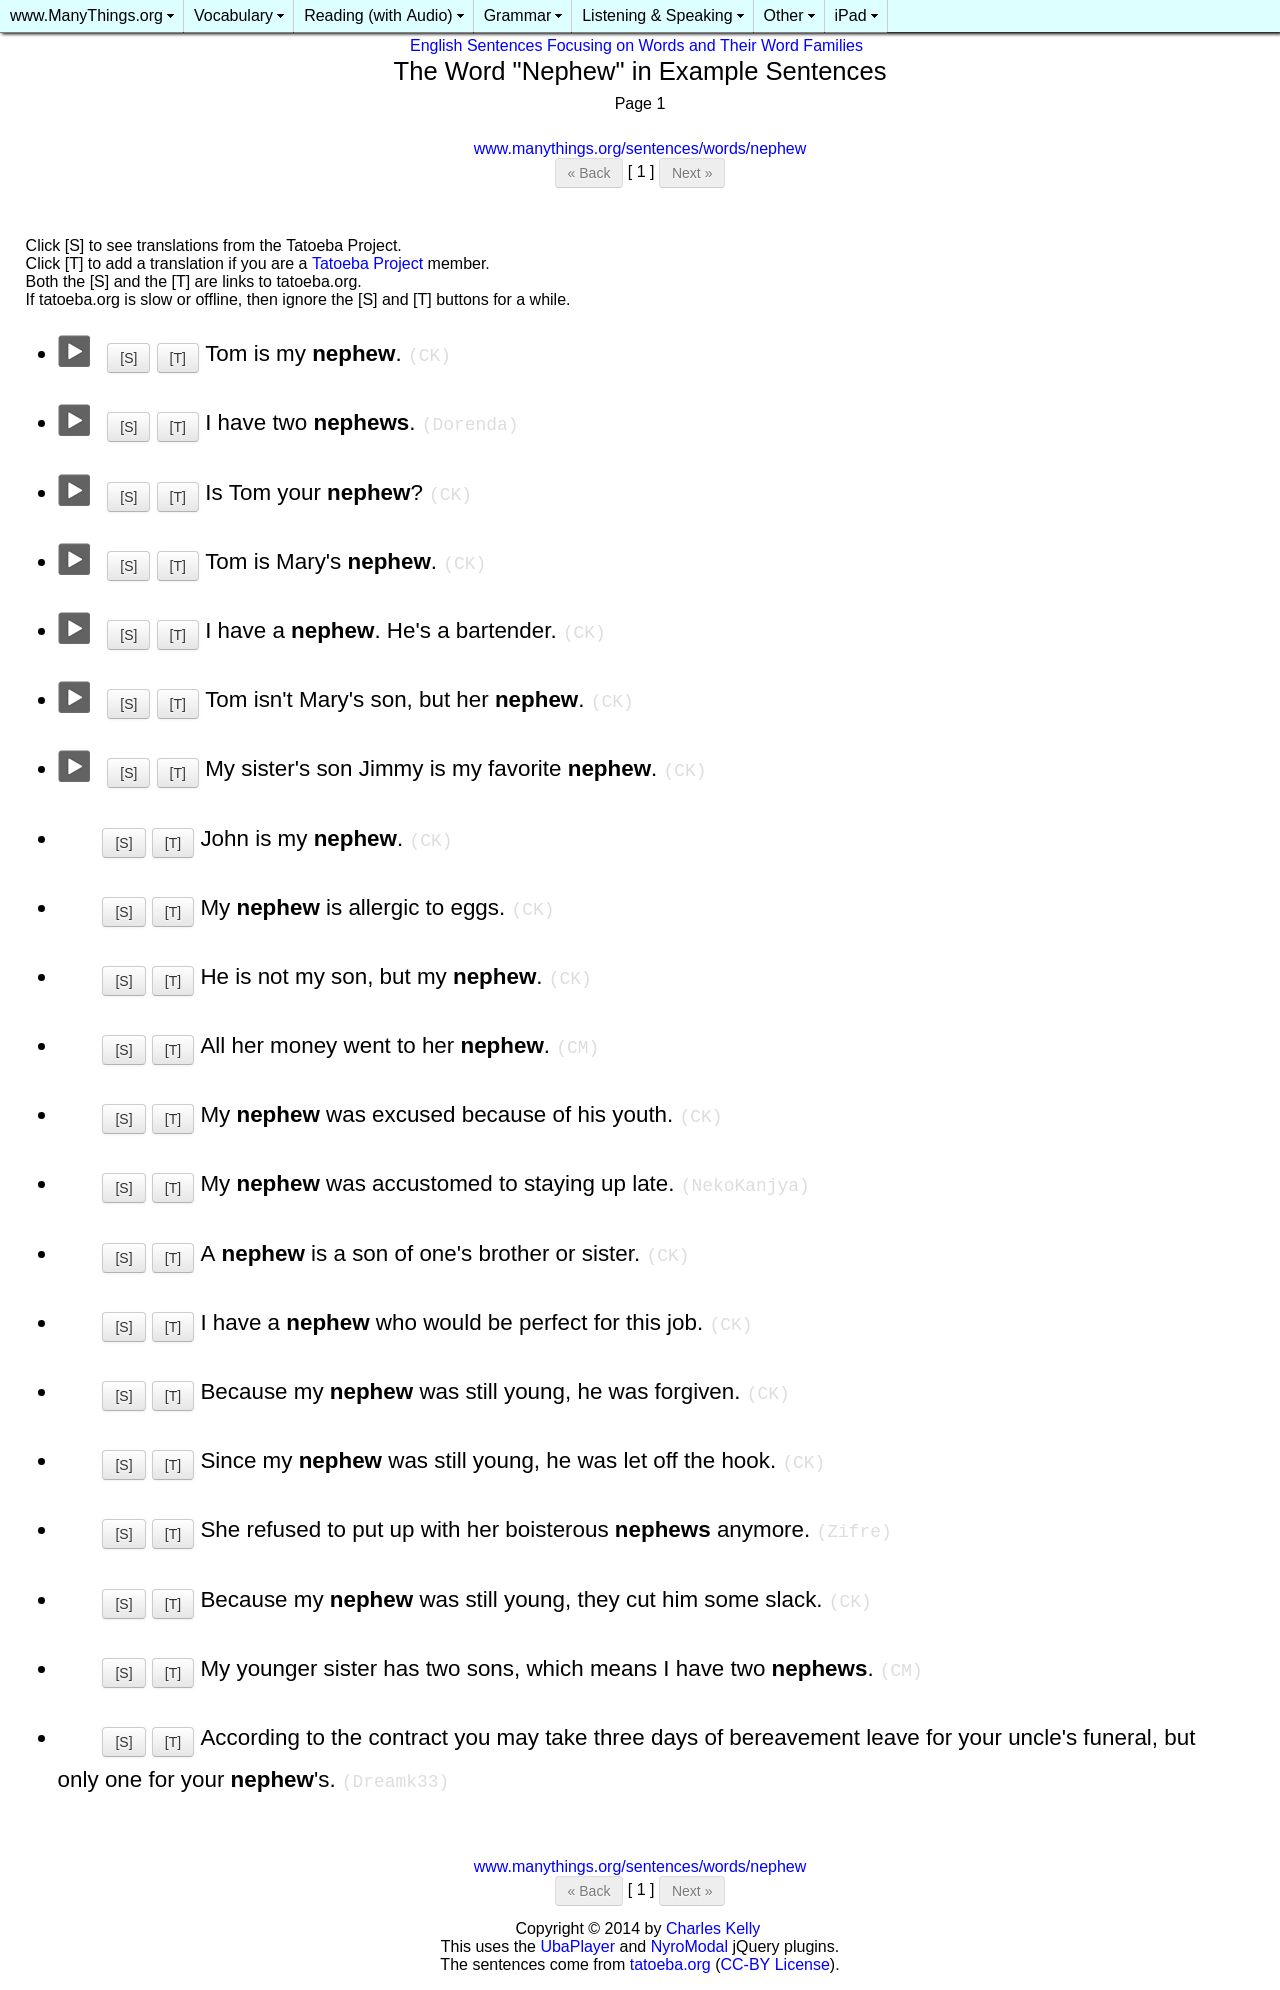 www.ManyThings.org Vocabulary Reading (with Audio) Grammar Listening & Speaking Other iPad
English Sentences Focusing on Words and Their Word Families
The Word "Nephew" in Example Sentences
Page 1
www.manythings.org/sentences/words/nephew
« Back [ 1 ] Next »
Click [S] to see translations from the Tatoeba Project.
Click [T] to add a translation if you are a Tatoeba Project member.
Both the [S] and the [T] are links to tatoeba.org.
If tatoeba.org is slow or offline, then ignore the [S] and [T] buttons for a while.
[S] [T] Tom is my nephew. (CK)
[S] [T] I have two nephews. (Dorenda)
[S] [T] Is Tom your nephew? (CK)
[S] [T] Tom is Mary's nephew. (CK)
[S] [T] I have a nephew. He's a bartender. (CK)
[S] [T] Tom isn't Mary's son, but her nephew. (CK)
[S] [T] My sister's son Jimmy is my favorite nephew. (CK)
[S] [T] John is my nephew. (CK)
[S] [T] My nephew is allergic to eggs. (CK)
[S] [T] He is not my son, but my nephew. (CK)
[S] [T] All her money went to her nephew. (CM)
[S] [T] My nephew was excused because of his youth. (CK)
[S] [T] My nephew was accustomed to staying up late. (NekoKanjya)
[S] [T] A nephew is a son of one's brother or sister. (CK)
[S] [T] I have a nephew who would be perfect for this job. (CK)
[S] [T] Because my nephew was still young, he was forgiven. (CK)
[S] [T] Since my nephew was still young, he was let off the hook. (CK)
[S] [T] She refused to put up with her boisterous nephews anymore. (Zifre)
[S] [T] Because my nephew was still young, they cut him some slack. (CK)
[S] [T] My younger sister has two sons, which means I have two nephews. (CM)
[S] [T] According to the contract you may take three days of bereavement leave for your uncle's funeral, but
only one for your nephew's. (Dreamk33)
www.manythings.org/sentences/words/nephew
« Back [ 1 ] Next »
Copyright © 2014 by Charles Kelly
This uses the UbaPlayer and NyroModal jQuery plugins.
The sentences come from tatoeba.org (CC-BY License).